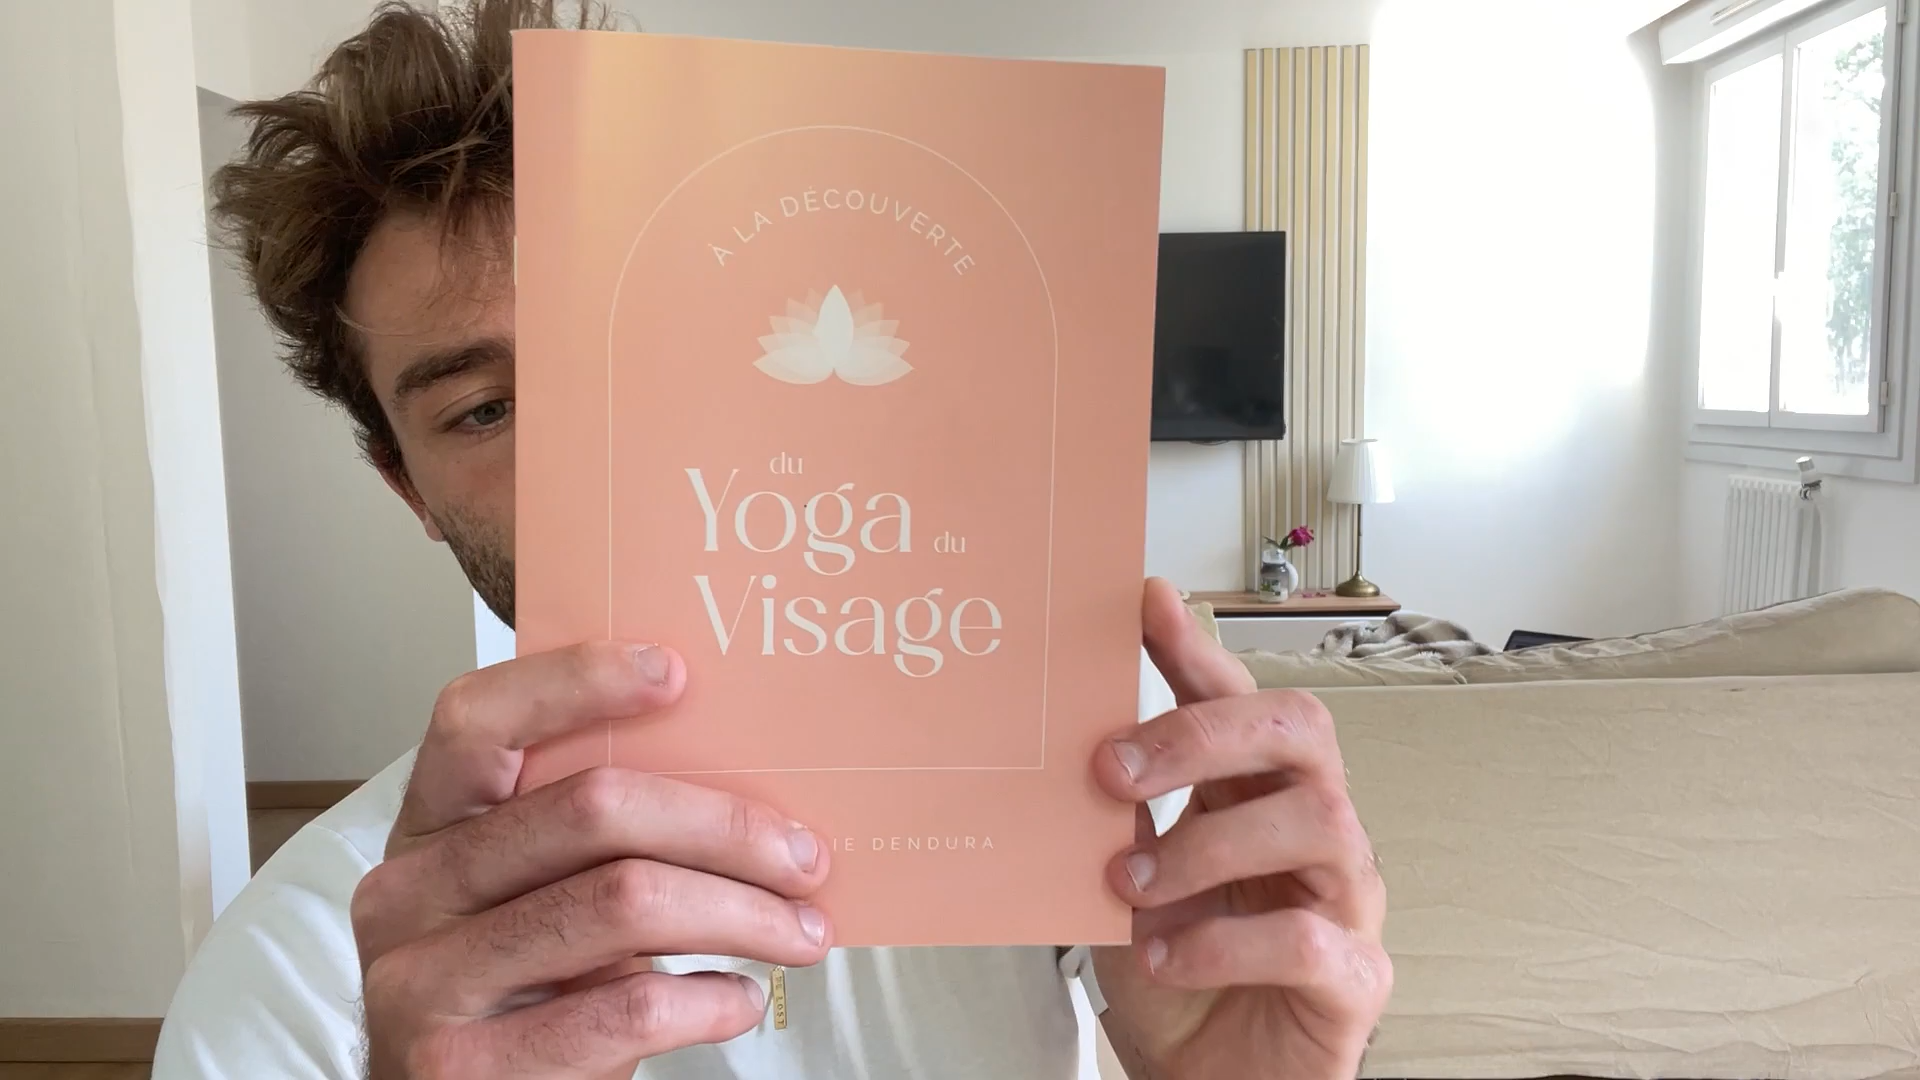 À LA DÉCOUVERTE
du
Yoga du
Visage
DENDURA